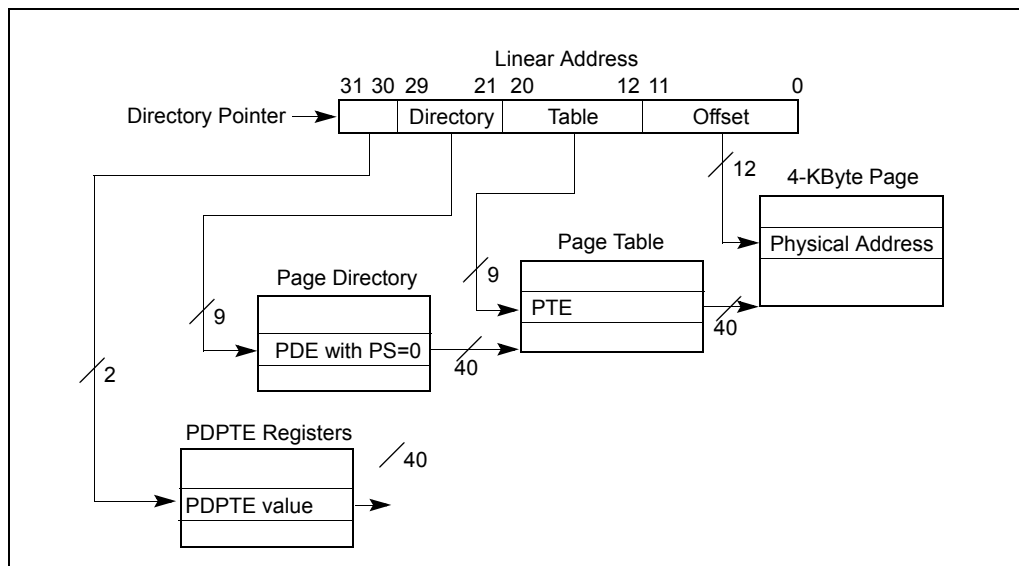 Linear Address
31 30 29 21 20 12 11 0
Directory Pointer Directory Table Offset
12
4-KByte Page
Physical Address
Page Table
9
PTE
40
Page Directory
9
PDE with PS=0
40
2
PDPTE Registers
40
PDPTE value